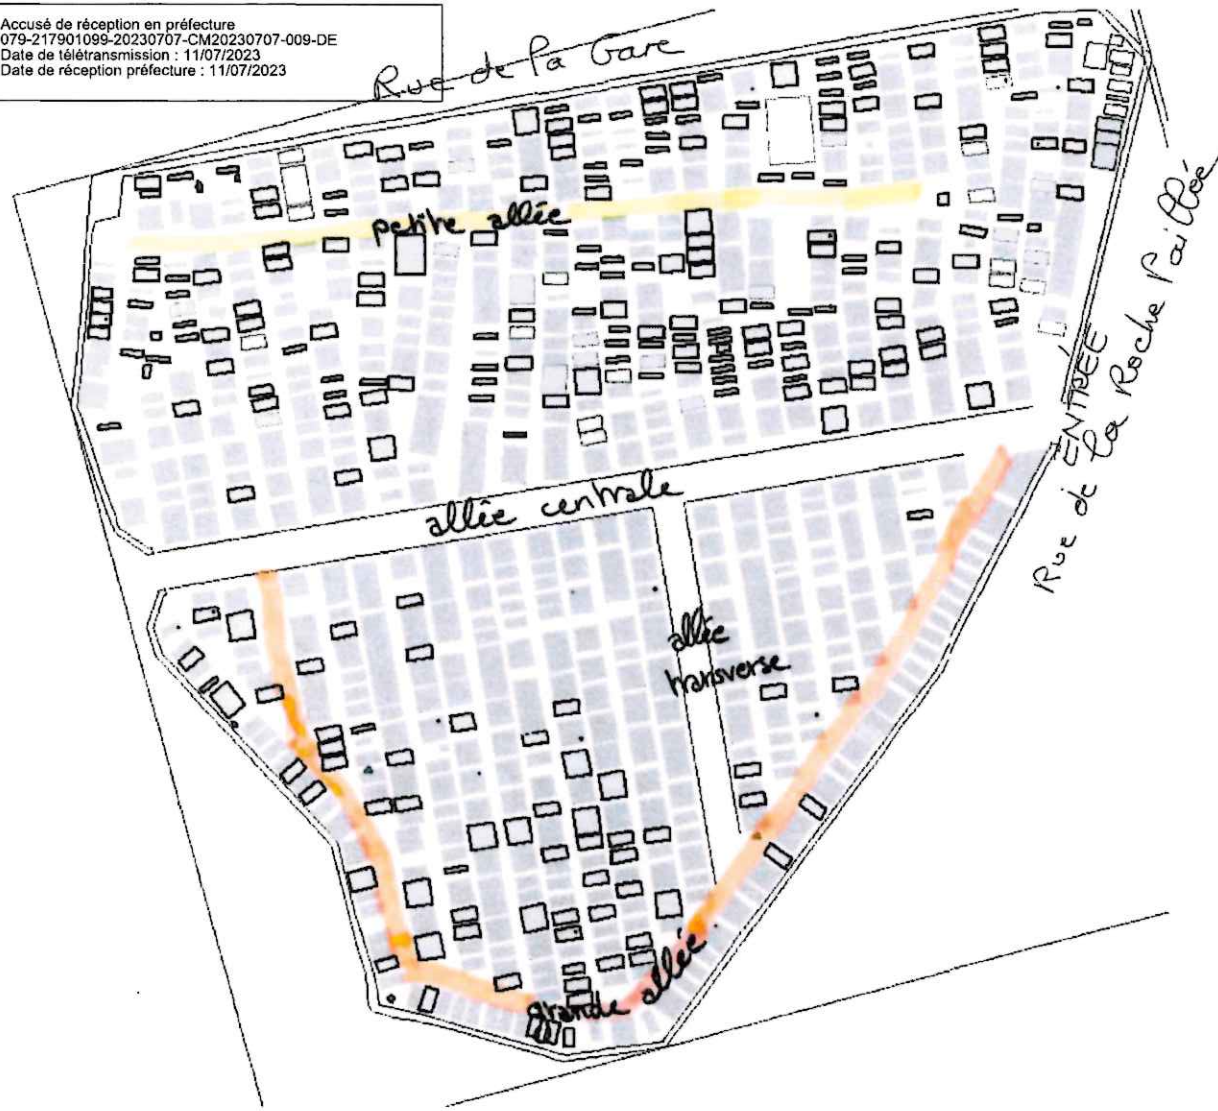 Accusé de réception en préfecture
079-217901099-20230707-CM20230707-009-DE
Date de télétransmission : 11/07/2023
Date de réception préfecture : 11/07/2023
Rue de la Gare
petite allée
ENTRÉE
Rue de La Roche Paillée
allée centrale
allée
transverse
grande allée